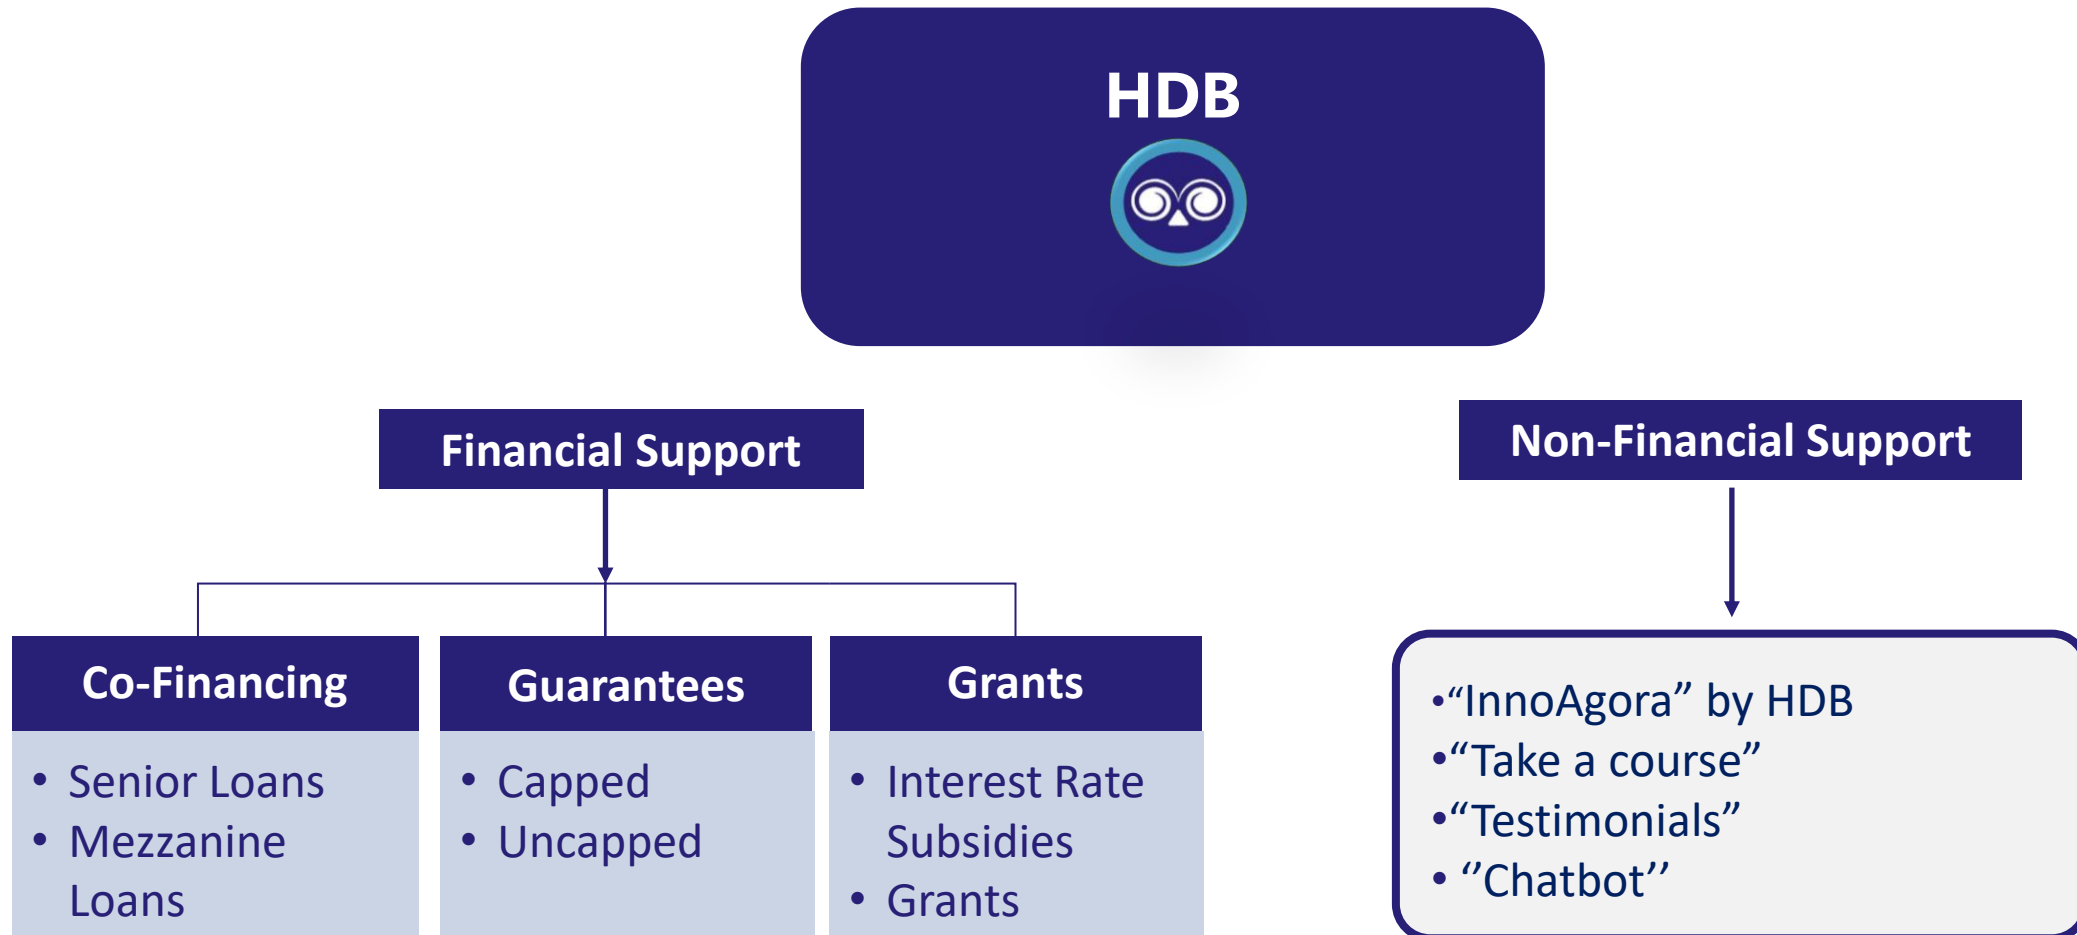 HDB
Financial Support
Non-Financial Support
Co-Financing
• Senior Loans
• Mezzanine
Loans
Guarantees
• Capped
• Uncapped
Grants
• Interest Rate
Subsidies
• Grants
•“InnoAgora” by HDB
•“Take a course”
•“Testimonials”
• ‘’Chatbot’’